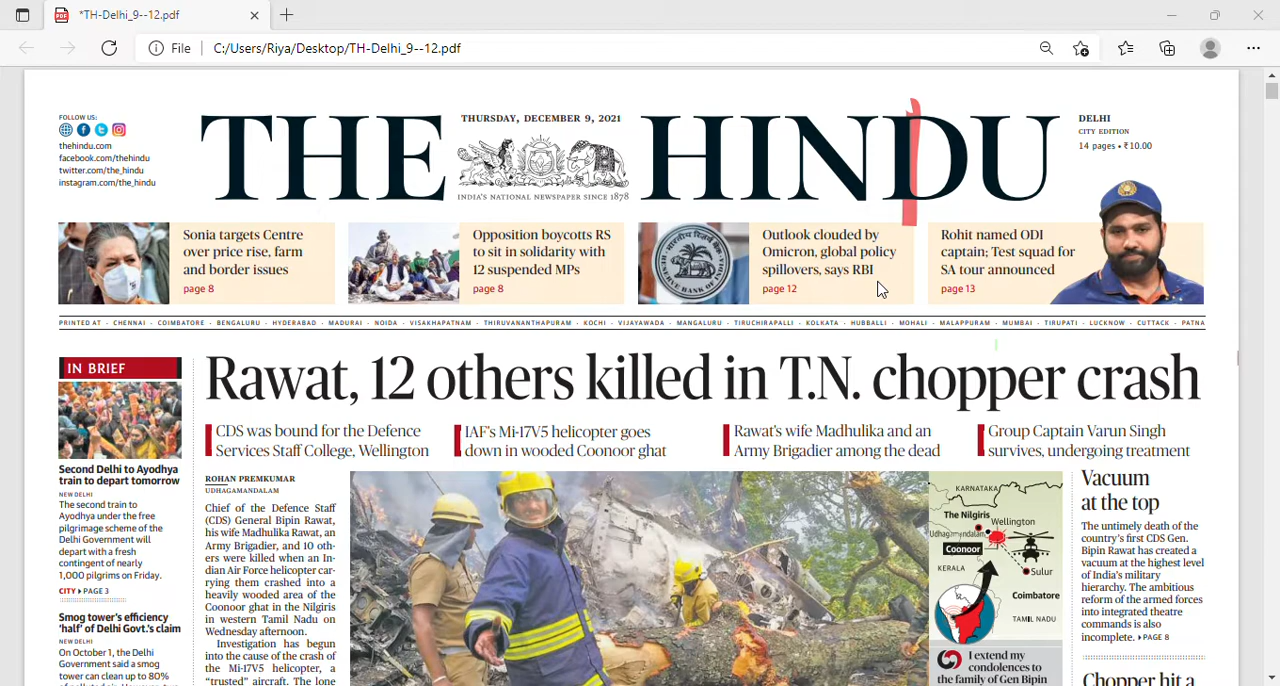 *TH-Delhi_9--12.pdf
File
C:/Users/Riya/Desktop/TH-Delhi_9--12.pdf
FOLLOW US:
thehindu.com
facebook.com/thehindu
twitter.com/the_hindu
instagram.com/the_hindu
THE HINDU
THURSDAY, DECEMBER 9, 2021
INDIA'S NATIONAL NEWSPAPER SINCE 1878
DELHI
CITY EDITION
14 pages • ₹10.00
Sonia targets Centre
over price rise, farm
and border issues
page 8
Opposition boycotts RS
to sit in solidarity with
12 suspended MPs
page 8
भारतीय रिज़र्व बैंक
RESERVE BANK OF INDIA
Outlook clouded by
Omicron, global policy
spillovers, says RBI
page 12
Rohit named ODI
captain; Test squad for
SA tour announced
page 13
PRINTED AT · CHENNAI · COIMBATORE · BENGALURU · HYDERABAD · MADURAI · NOIDA · VISAKHAPATNAM · THIRUVANANTHAPURAM · KOCHI · VIJAYAWADA · MANGALURU · TIRUCHIRAPALLI · KOLKATA · HUBBALLI · MOHALI · MALAPPURAM · MUMBAI · TIRUPATI · LUCKNOW · CUTTACK · PATNA
IN BRIEF
Second Delhi to Ayodhya
train to depart tomorrow
NEW DELHI
The second train to
Ayodhya under the free
pilgrimage scheme of the
Delhi Government will
depart with a fresh
contingent of nearly
1,000 pilgrims on Friday.
CITY ▸ PAGE 3
Smog tower's efficiency
'half' of Delhi Govt.'s claim
NEW DELHI
On October 1, the Delhi
Government said a smog
tower can clean up to 80%
Rawat, 12 others killed in T.N. chopper crash
CDS was bound for the Defence
Services Staff College, Wellington
IAF's Mi-17V5 helicopter goes
down in wooded Coonoor ghat
Rawat's wife Madhulika and an
Army Brigadier among the dead
Group Captain Varun Singh
survives, undergoing treatment
ROHAN PREMKUMAR
UDHAGAMANDALAM
Chief of the Defence Staff
(CDS) General Bipin Rawat,
his wife Madhulika Rawat, an
Army Brigadier, and 10 oth-
ers were killed when an In-
dian Air Force helicopter car-
rying them crashed into a
heavily wooded area of the
Coonoor ghat in the Nilgiris
in western Tamil Nadu on
Wednesday afternoon.
Investigation has begun
into the cause of the crash of
the Mi-17V5 helicopter, a
"trusted" aircraft. The lone
KARNATAKA
The Nilgiris
Wellington
Udhagamandalam
Coonoor
KERALA
Sulur
Coimbatore
TAMIL NADU
I extend my
condolences to
the family of Gen Bipin
Vacuum
at the top
The untimely death of the
country's first CDS Gen.
Bipin Rawat has created a
vacuum at the highest level
of India's military
hierarchy. The ambitious
reform of the armed forces
into integrated theatre
commands is also
incomplete. ▸ PAGE 8
Chopper hit a